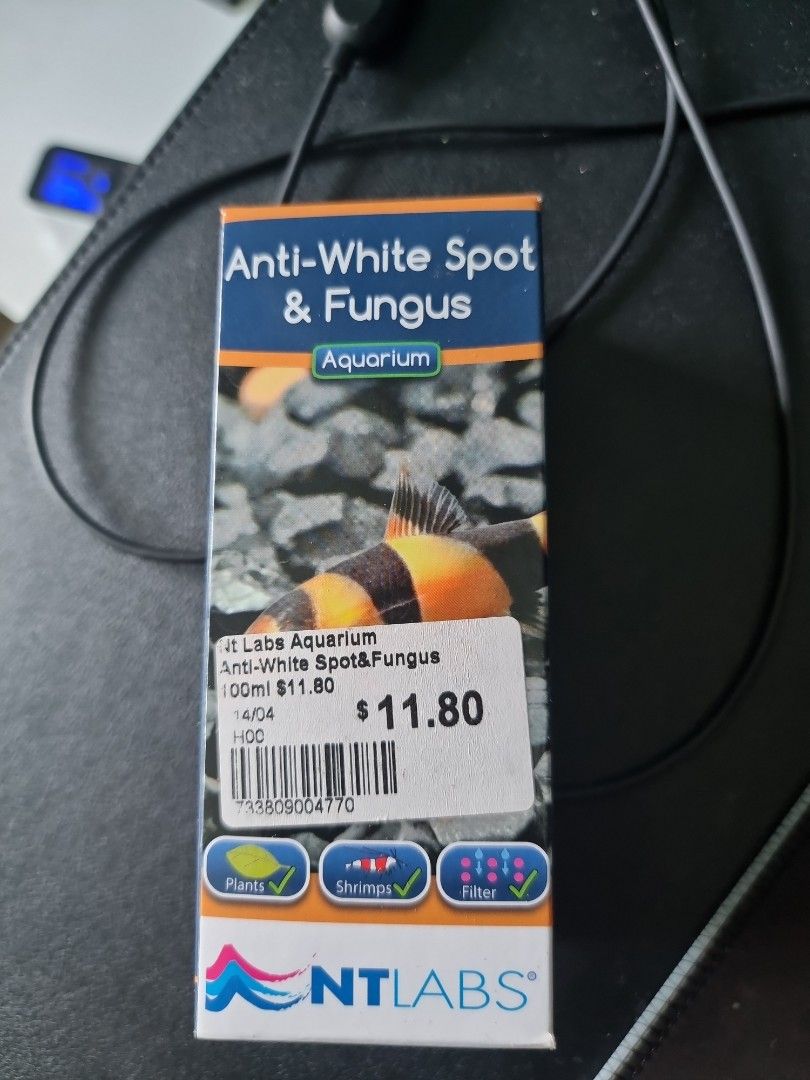 Anti-White Spot
& Fungus
Aquarium
Nt Labs Aquarium
Anti-White Spot&Fungus
100ml $11.80
14/04
$11.80
HOC
733809004770
Plants
Shrimps
Filter
NTLABS®